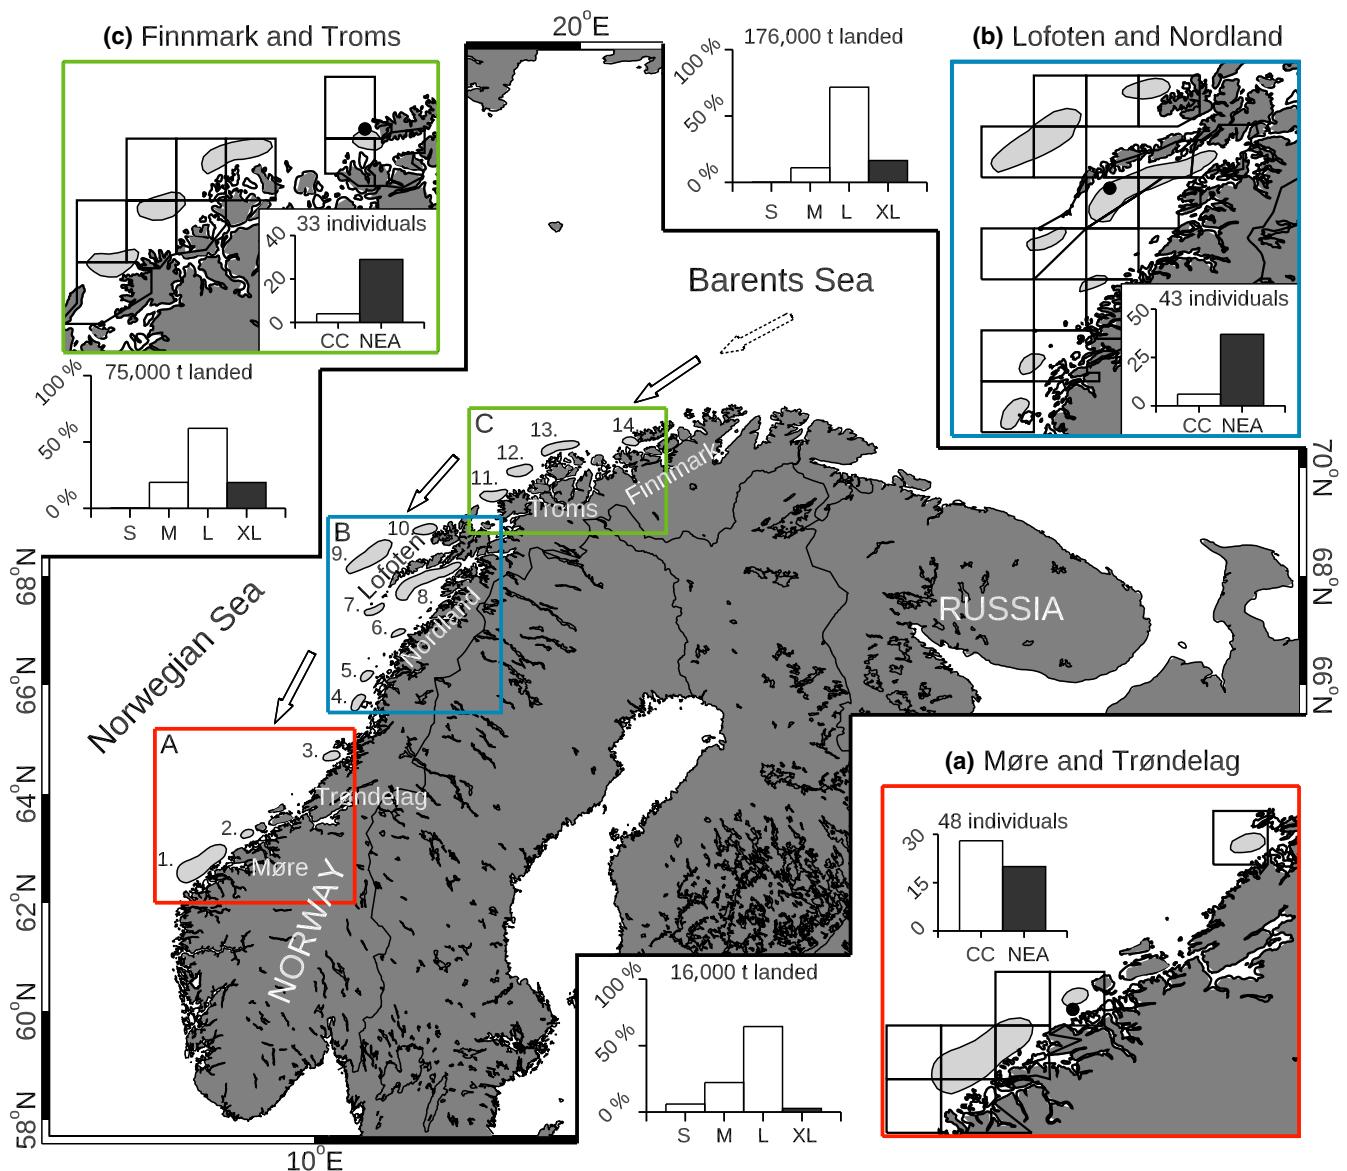 (c) Finnmark and Troms
20°E
176,000 t landed
100 %
50 %
0 %
S M L XL
(b) Lofoten and Nordland
33 individuals
40
20
0
CC NEA
43 individuals
50
25
0
CC NEA
Barents Sea
75,000 t landed
100 %
50 %
0 %
S M L XL
C
14.
13.
12.
11.
Finnmark
Troms
B
10.
9.
Lofoten
8.
7.
6.
5.
4.
Nordland
70°N
68°N
66°N
RUSSIA
Norwegian Sea
A
3.
Trøndelag
2.
1.
Møre
NORWAY
68°N
66°N
64°N
62°N
60°N
58°N
10°E
(a) Møre and Trøndelag
48 individuals
30
15
0
CC NEA
16,000 t landed
100 %
50 %
0 %
S M L XL